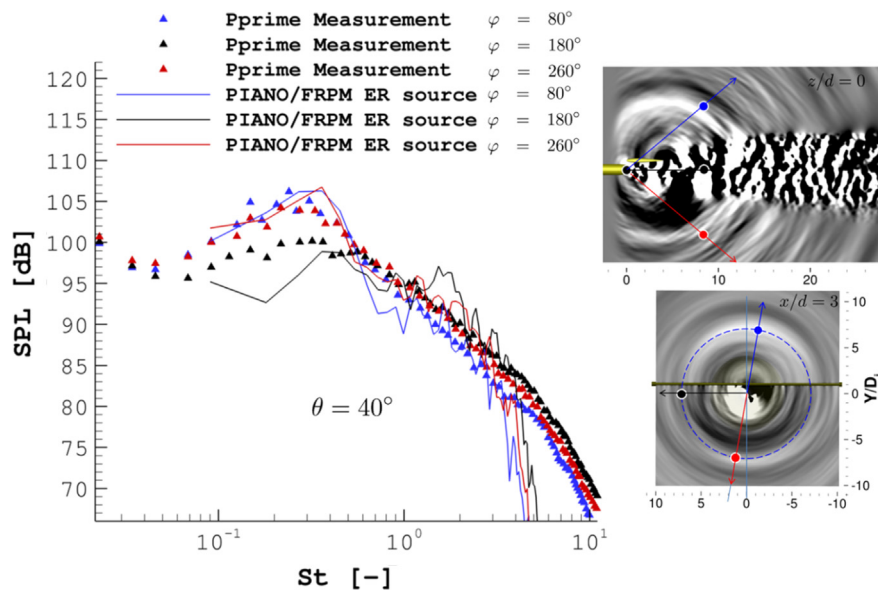 Pprime Measurement φ = 80°
Pprime Measurement φ = 180°
Pprime Measurement φ = 260°
PIANO/FRPM ER source φ = 80°
PIANO/FRPM ER source φ = 180°
PIANO/FRPM ER source φ = 260°
120
115
110
105
100
95
90
85
80
75
70
SPL [dB]
θ = 40°
10⁻¹ 10⁰ 10¹
St [-]
z/d = 0
0 10 20
x/d = 3
10
5
0
-5
-10
Y/D
10 5 0 -5 -10